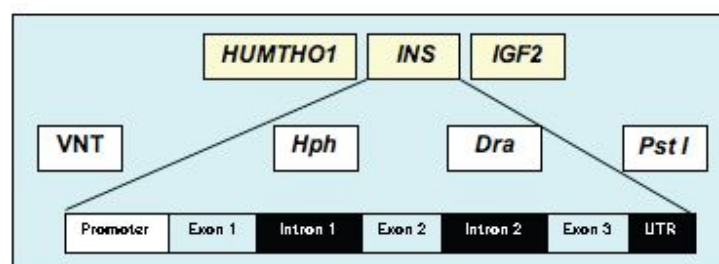 HUMTHO1 INS IGF2
VNT Hph Dra Pst I
Promoter Exon 1 Intron 1 Exon 2 Intron 2 Exon 3 UTR